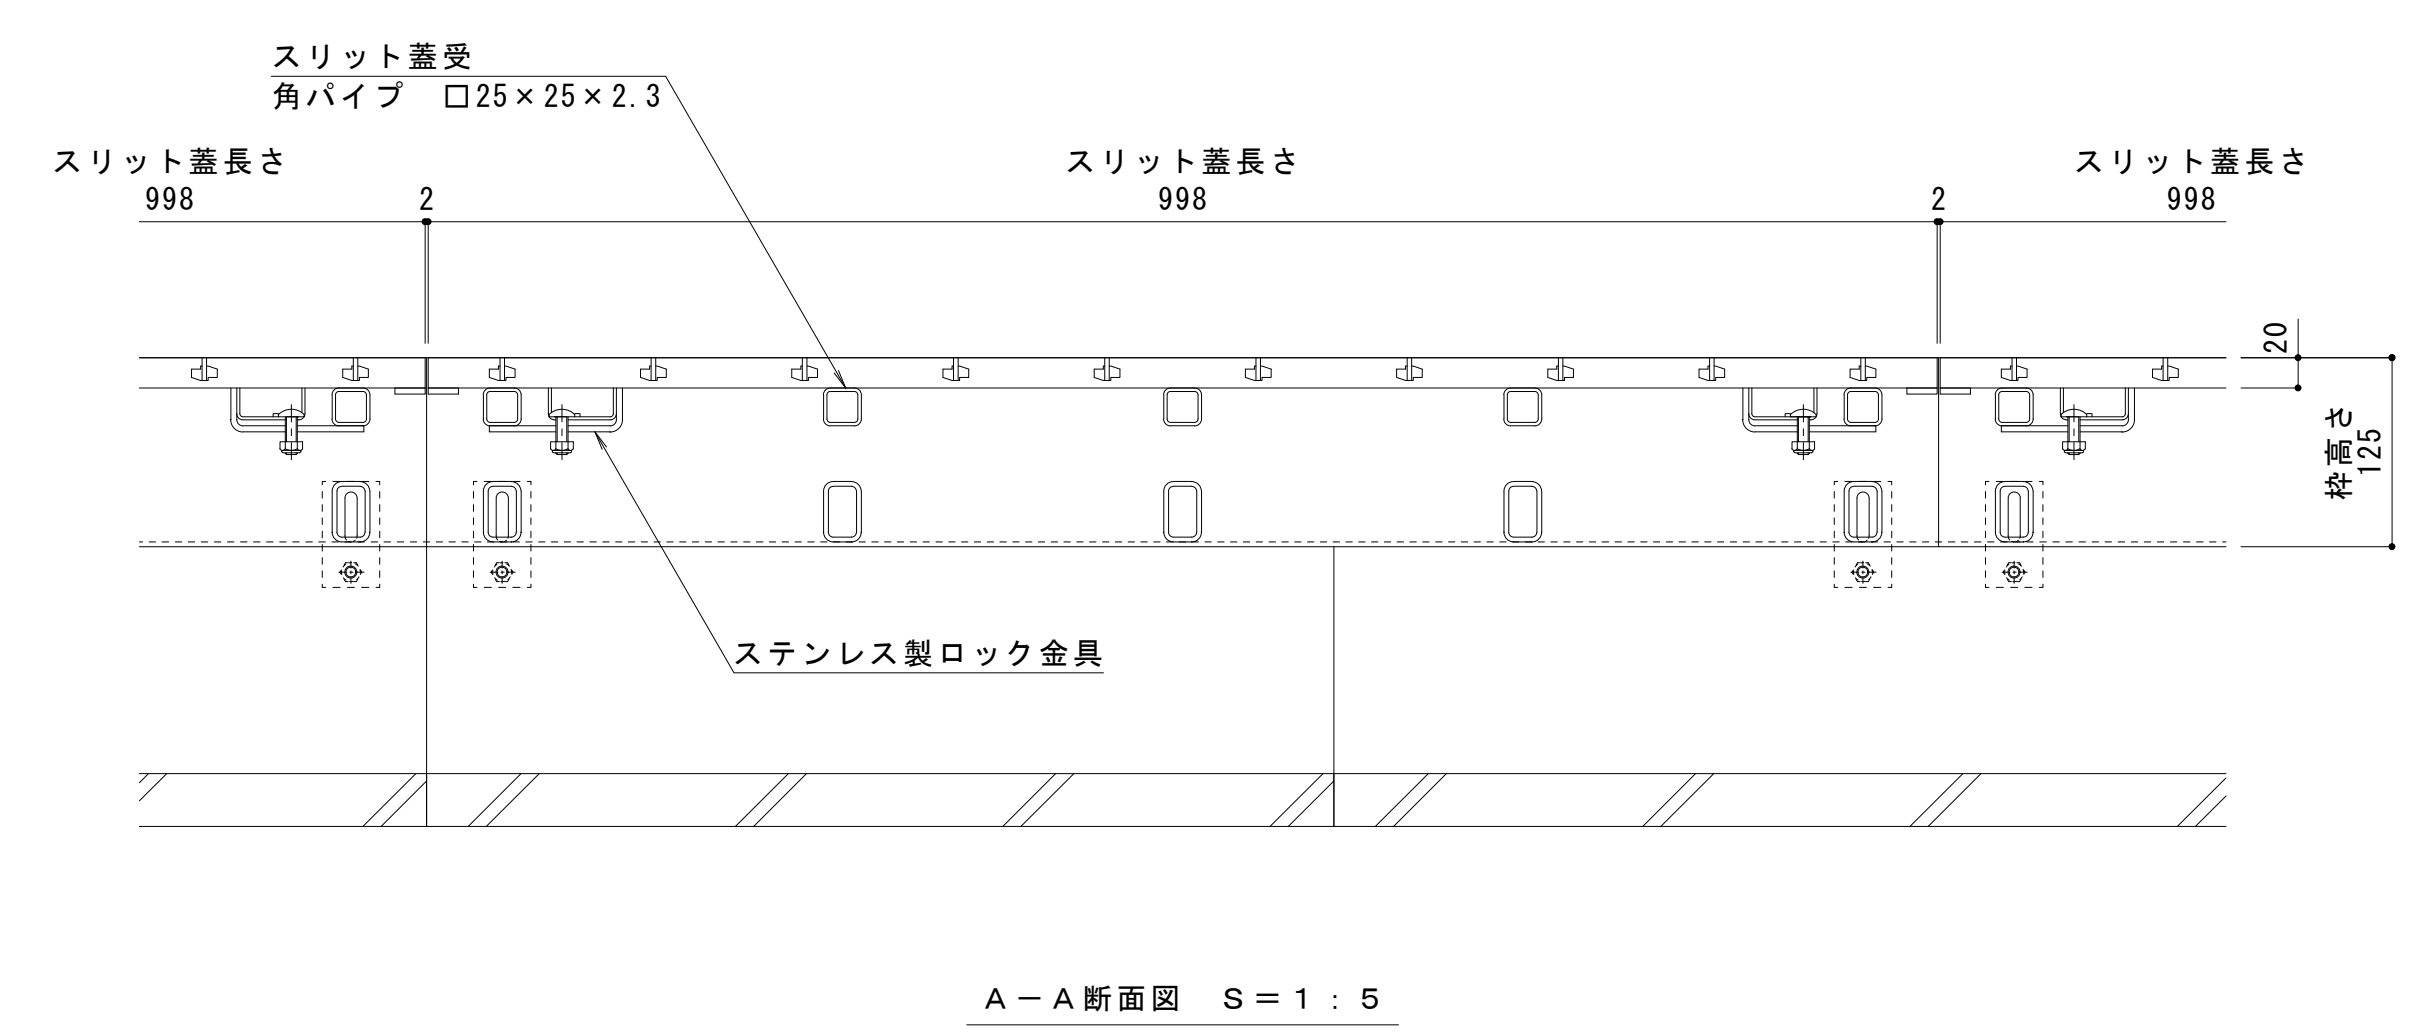 スリット蓋受
角パイプ　□25×25×2.3
スリット蓋長さ
998
2
スリット蓋長さ
998
2
スリット蓋長さ
998
20
枠高さ
125
ステンレス製ロック金具
A－A断面図　S＝1：5